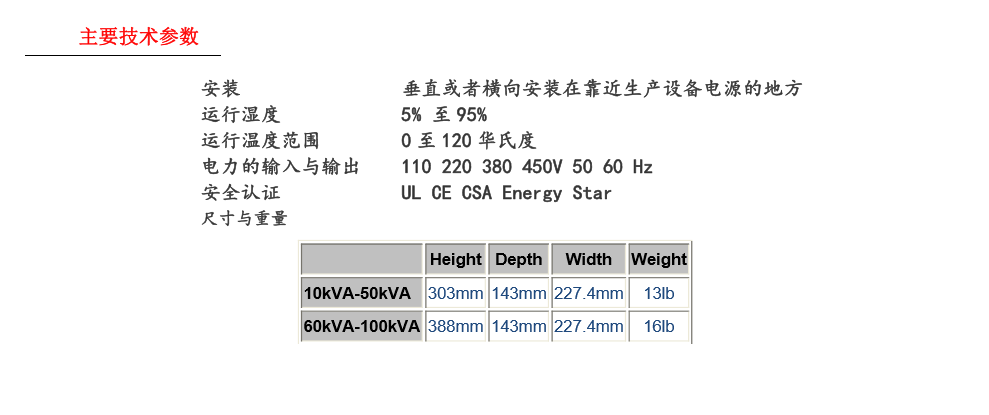 主要技术参数
安装 垂直或者横向安装在靠近生产设备电源的地方
运行湿度 5% 至 95%
运行温度范围 0 至 120 华氏度
电力的输入与输出 110 220 380 450V 50 60 Hz
安全认证 UL CE CSA Energy Star
尺寸与重量
Height Depth Width Weight
10kVA-50kVA 303mm 143mm 227.4mm 13lb
60kVA-100kVA 388mm 143mm 227.4mm 16lb